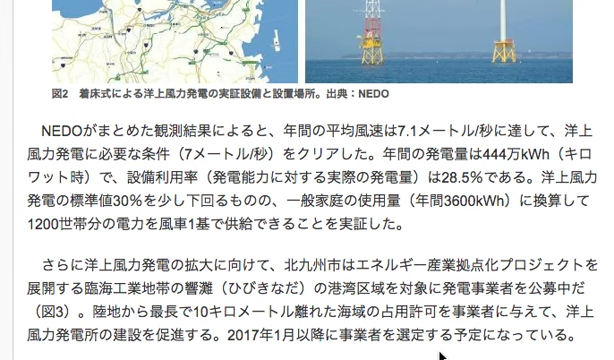 図2　着床式による洋上風力発電の実証設備と設置場所。出典：NEDO
　NEDOがまとめた観測結果によると、年間の平均風速は7.1メートル/秒に達して、洋上
風力発電に必要な条件（7メートル/秒）をクリアした。年間の発電量は444万kWh（キロ
ワット時）で、設備利用率（発電能力に対する実際の発電量）は28.5%である。洋上風力
発電の標準値30%を少し下回るものの、一般家庭の使用量（年間3600kWh）に換算して
1200世帯分の電力を風車1基で供給できることを実証した。
　さらに洋上風力発電の拡大に向けて、北九州市はエネルギー産業拠点化プロジェクトを
展開する臨海工業地帯の響灘（ひびきなだ）の港湾区域を対象に発電事業者を公募中だ
（図3）。陸地から最長で10キロメートル離れた海域の占用許可を事業者に与えて、洋上
風力発電所の建設を促進する。2017年1月以降に事業者を選定する予定になっている。